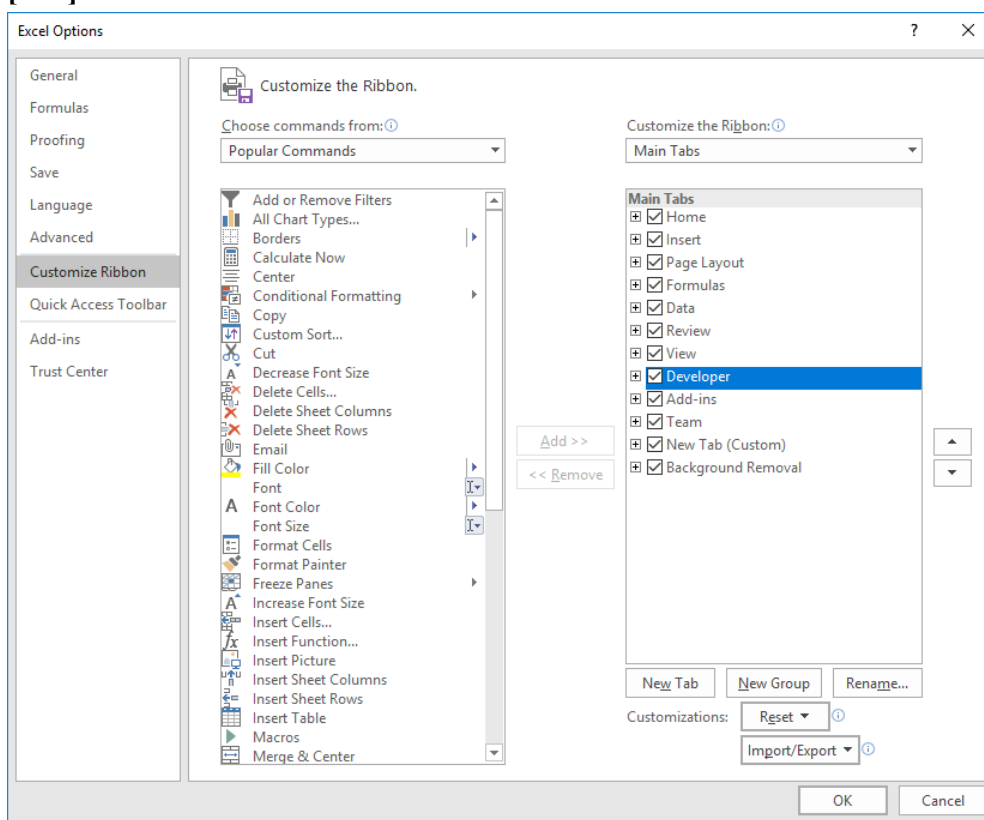 Excel Options
?
General
Formulas
Proofing
Save
Language
Advanced
Customize Ribbon
Quick Access Toolbar
Add-ins
Trust Center
Customize the Ribbon.
Choose commands from:
Popular Commands
Add or Remove Filters
All Chart Types...
Borders
Calculate Now
Center
Conditional Formatting
Copy
Custom Sort...
Cut
Decrease Font Size
Delete Cells...
Delete Sheet Columns
Delete Sheet Rows
Email
Fill Color
Font
Font Color
Font Size
Format Cells
Format Painter
Freeze Panes
Increase Font Size
Insert Cells...
Insert Function...
Insert Picture
Insert Sheet Columns
Insert Sheet Rows
Insert Table
Macros
Merge & Center
Add >>
<< Remove
Customize the Ribbon:
Main Tabs
Main Tabs
Home
Insert
Page Layout
Formulas
Data
Review
View
Developer
Add-ins
Team
New Tab (Custom)
Background Removal
New Tab
New Group
Rename...
Customizations:
Reset
Import/Export
OK
Cancel